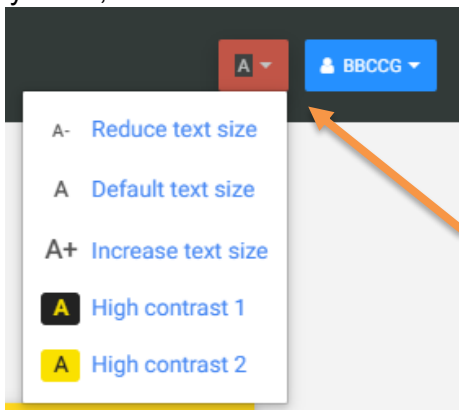 A BBCCG
A- Reduce text size
A Default text size
A+ Increase text size
A High contrast 1
A High contrast 2